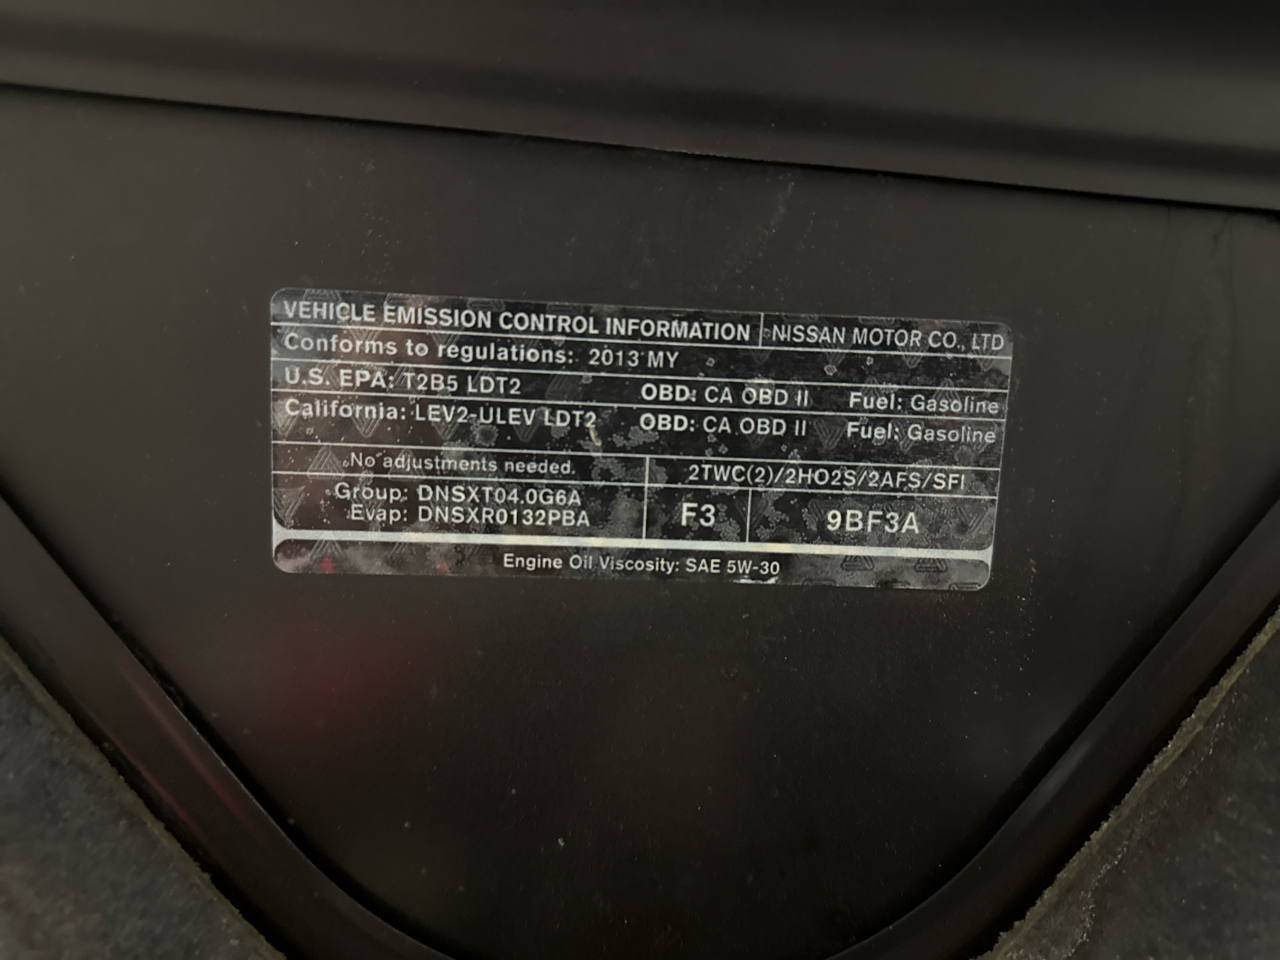 VEHICLE EMISSION CONTROL INFORMATION NISSAN MOTOR CO., LTD
Conforms to regulations: 2013 MY
U.S. EPA: T2B5 LDT2 OBD: CA OBD II Fuel: Gasoline
California: LEV2-ULEV LDT2 OBD: CA OBD II Fuel: Gasoline
No adjustments needed. 2TWC(2)/2HO2S/2AFS/SFI
Group: DNSXT04.0G6A
Evap: DNSXR0132PBA F3 9BF3A
Engine Oil Viscosity: SAE 5W-30